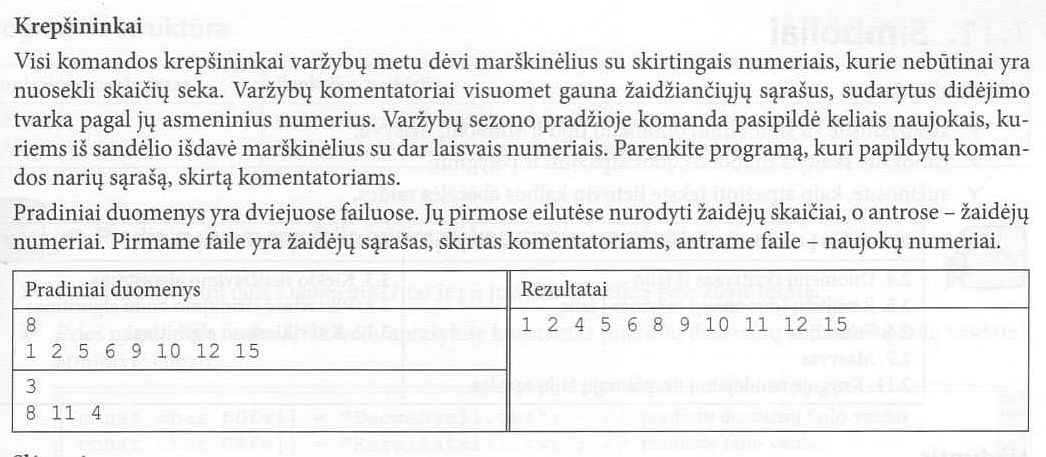 Krepšininkai
Visi komandos krepšininkai varžybų metu dėvi marškinėlius su skirtingais numeriais, kurie nebūtinai yra
nuosekli skaičių seka. Varžybų komentatoriai visuomet gauna žaidžiančiųjų sąrašus, sudarytus didėjimo
tvarka pagal jų asmeninius numerius. Varžybų sezono pradžioje komanda pasipildė keliais naujokais, ku-
riems iš sandėlio išdavė marškinėlius su dar laisvais numeriais. Parenkite programą, kuri papildytų koman-
dos narių sąrašą, skirtą komentatoriams.
Pradiniai duomenys yra dviejuose failuose. Jų pirmose eilutėse nurodyti žaidėjų skaičiai, o antrose – žaidėjų
numeriai. Pirmame faile yra žaidėjų sąrašas, skirtas komentatoriams, antrame faile – naujokų numeriai.
Pradiniai duomenys
Rezultatai
8
1 2 5 6 9 10 12 15
1 2 4 5 6 8 9 10 11 12 15
3
8 11 4